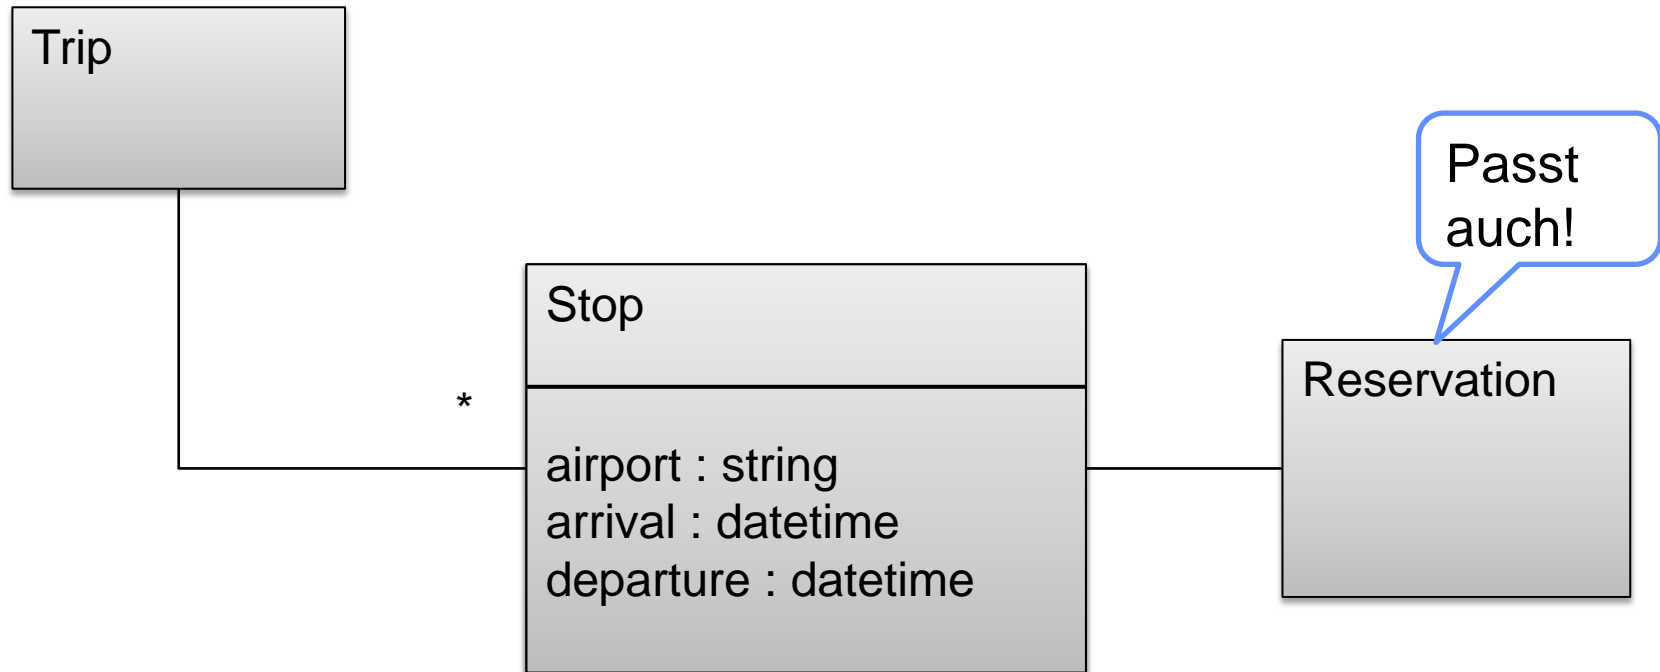 Trip
Passt
auch!
Stop
Reservation
*
airport : string
arrival : datetime
departure : datetime